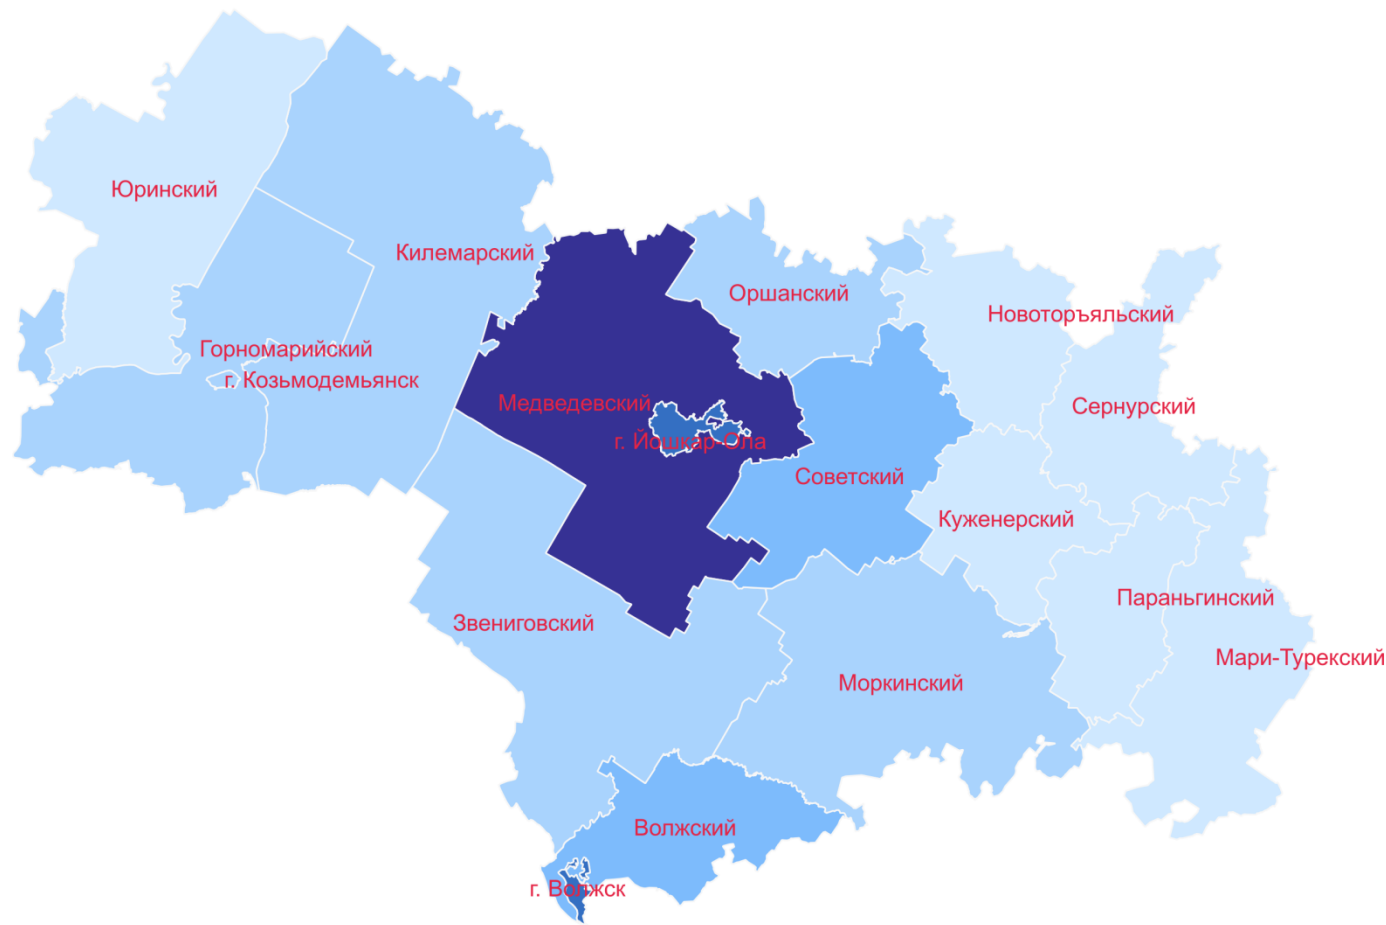 Юринский
Килемарский
Оршанский
Новоторъяльский
Горномарийский
г. Козьмодемьянск
Медведевский
Сернурский
г. Йошкар-Ола
Советский
Куженерский
Параньгинский
Звениговский
Мари-Турекский
Моркинский
Волжский
г. Волжск